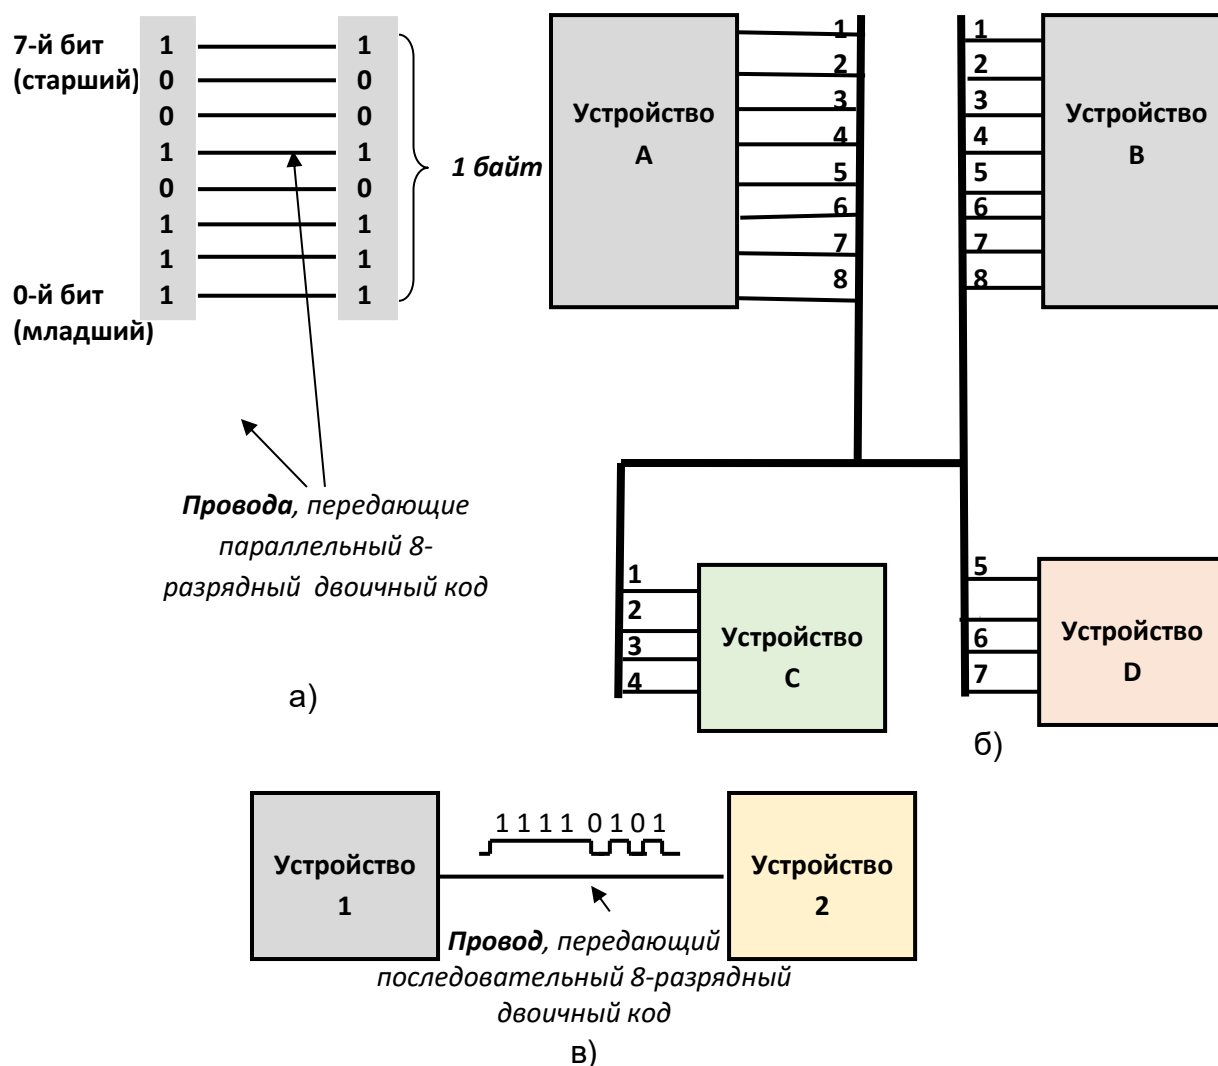 7-й бит
(старший)
1 1
0 0
0 0
1 1
0 0
1 1
1 1
1 1
0-й бит
(младший)
1 байт
Провода, передающие
параллельный 8-
разрядный двоичный код
а)
Устройство
A
1
2
3
4
5
6
7
8
1
2
3
4
5
6
7
8
Устройство
B
1
2
3
4
Устройство
C
5
6
7
Устройство
D
б)
Устройство
1
1 1 1 1 0 1 0 1
Устройство
2
Провод, передающий
последовательный 8-разрядный
двоичный код
в)